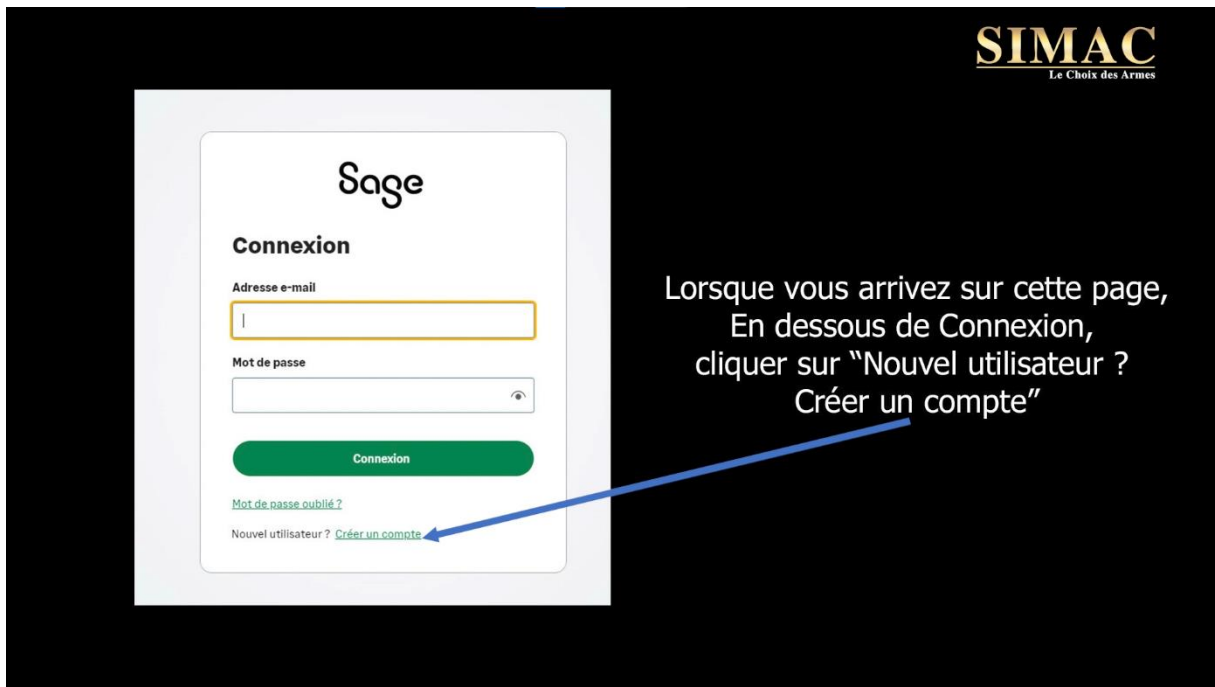 SIMAC
Le Choix des Armes
Sage
Connexion
Adresse e-mail
Mot de passe
Connexion
Mot de passe oublié ?
Nouvel utilisateur ? Créer un compte
Lorsque vous arrivez sur cette page,
En dessous de Connexion,
cliquer sur “Nouvel utilisateur ?
Créer un compte”